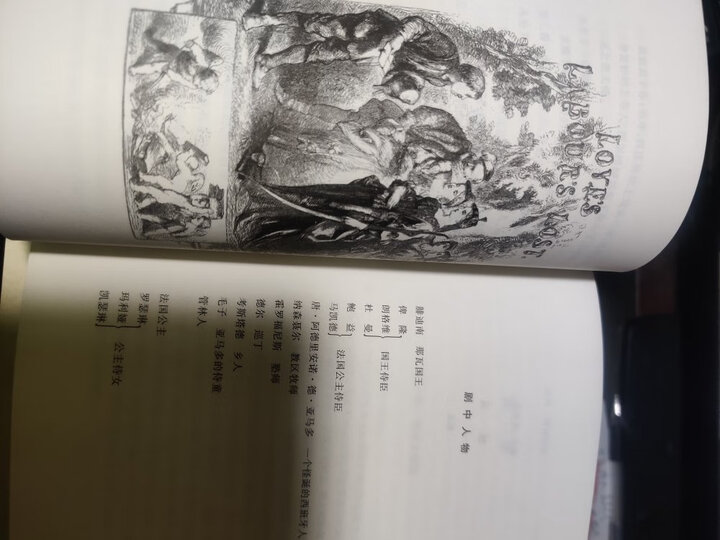 LOVE'S
LABOURS
LOST
剧中人物
腓迪南 那瓦国王
俾隆
朗格维
杜曼
国王侍臣
鲍益
马凯德
法国公主侍臣
唐·阿德里安诺·德·亚马多 一个怪诞的西班牙人
纳森聂尔 教区牧师
霍罗福尼斯 塾师
德尔 巡丁
考斯塔德 乡人
毛子 亚马多的侍童
管林人
法国公主
罗瑟琳
玛利娅
凯瑟琳
公主侍女